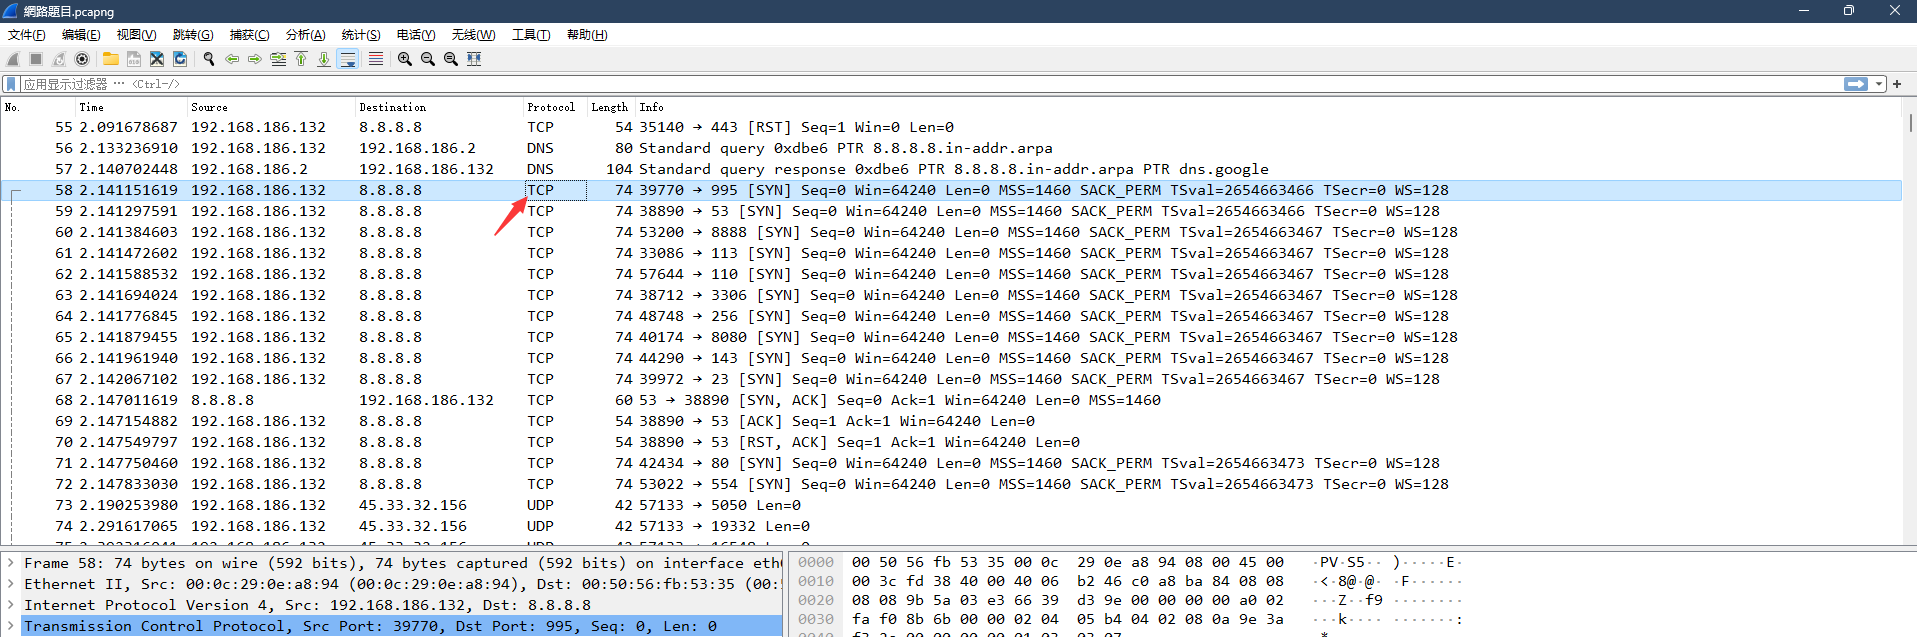 網路題目.pcapng
文件(F) 编辑(E) 视图(V) 跳转(G) 捕获(C) 分析(A) 统计(S) 电话(Y) 无线(W) 工具(T) 帮助(H)
应用显示过滤器 … <Ctrl-/>
No. Time Source Destination Protocol Length Info
55 2.091678687 192.168.186.132 8.8.8.8 TCP 54 35140 → 443 [RST] Seq=1 Win=0 Len=0
56 2.133236910 192.168.186.132 192.168.186.2 DNS 80 Standard query 0xdbe6 PTR 8.8.8.8.in-addr.arpa
57 2.140702448 192.168.186.2 192.168.186.132 DNS 104 Standard query response 0xdbe6 PTR 8.8.8.8.in-addr.arpa PTR dns.google
58 2.141151619 192.168.186.132 8.8.8.8 TCP 74 39770 → 995 [SYN] Seq=0 Win=64240 Len=0 MSS=1460 SACK_PERM TSval=2654663466 TSecr=0 WS=128
59 2.141297591 192.168.186.132 8.8.8.8 TCP 74 38890 → 53 [SYN] Seq=0 Win=64240 Len=0 MSS=1460 SACK_PERM TSval=2654663466 TSecr=0 WS=128
60 2.141384603 192.168.186.132 8.8.8.8 TCP 74 53200 → 8888 [SYN] Seq=0 Win=64240 Len=0 MSS=1460 SACK_PERM TSval=2654663467 TSecr=0 WS=128
61 2.141472602 192.168.186.132 8.8.8.8 TCP 74 33086 → 113 [SYN] Seq=0 Win=64240 Len=0 MSS=1460 SACK_PERM TSval=2654663467 TSecr=0 WS=128
62 2.141588532 192.168.186.132 8.8.8.8 TCP 74 57644 → 110 [SYN] Seq=0 Win=64240 Len=0 MSS=1460 SACK_PERM TSval=2654663467 TSecr=0 WS=128
63 2.141694024 192.168.186.132 8.8.8.8 TCP 74 38712 → 3306 [SYN] Seq=0 Win=64240 Len=0 MSS=1460 SACK_PERM TSval=2654663467 TSecr=0 WS=128
64 2.141776845 192.168.186.132 8.8.8.8 TCP 74 48748 → 256 [SYN] Seq=0 Win=64240 Len=0 MSS=1460 SACK_PERM TSval=2654663467 TSecr=0 WS=128
65 2.141879455 192.168.186.132 8.8.8.8 TCP 74 40174 → 8080 [SYN] Seq=0 Win=64240 Len=0 MSS=1460 SACK_PERM TSval=2654663467 TSecr=0 WS=128
66 2.141961940 192.168.186.132 8.8.8.8 TCP 74 44290 → 143 [SYN] Seq=0 Win=64240 Len=0 MSS=1460 SACK_PERM TSval=2654663467 TSecr=0 WS=128
67 2.142067102 192.168.186.132 8.8.8.8 TCP 74 39972 → 23 [SYN] Seq=0 Win=64240 Len=0 MSS=1460 SACK_PERM TSval=2654663467 TSecr=0 WS=128
68 2.147011619 8.8.8.8 192.168.186.132 TCP 60 53 → 38890 [SYN, ACK] Seq=0 Ack=1 Win=64240 Len=0 MSS=1460
69 2.147154882 192.168.186.132 8.8.8.8 TCP 54 38890 → 53 [ACK] Seq=1 Ack=1 Win=64240 Len=0
70 2.147549797 192.168.186.132 8.8.8.8 TCP 54 38890 → 53 [RST, ACK] Seq=1 Ack=1 Win=64240 Len=0
71 2.147750460 192.168.186.132 8.8.8.8 TCP 74 42434 → 80 [SYN] Seq=0 Win=64240 Len=0 MSS=1460 SACK_PERM TSval=2654663473 TSecr=0 WS=128
72 2.147833030 192.168.186.132 8.8.8.8 TCP 74 53022 → 554 [SYN] Seq=0 Win=64240 Len=0 MSS=1460 SACK_PERM TSval=2654663473 TSecr=0 WS=128
73 2.190253980 192.168.186.132 45.33.32.156 UDP 42 57133 → 5050 Len=0
74 2.291617065 192.168.186.132 45.33.32.156 UDP 42 57133 → 19332 Len=0
Frame 58: 74 bytes on wire (592 bits), 74 bytes captured (592 bits) on interface eth
Ethernet II, Src: 00:0c:29:0e:a8:94 (00:0c:29:0e:a8:94), Dst: 00:50:56:fb:53:35 (00:
Internet Protocol Version 4, Src: 192.168.186.132, Dst: 8.8.8.8
Transmission Control Protocol, Src Port: 39770, Dst Port: 995, Seq: 0, Len: 0
0000 00 50 56 fb 53 35 00 0c 29 0e a8 94 08 00 45 00 ·PV·S5·· )·····E·
0010 00 3c fd 38 40 00 40 06 b2 46 c0 a8 ba 84 08 08 ·<·8@·@· ·F······
0020 08 08 9b 5a 03 e3 66 39 d3 9e 00 00 00 00 a0 02 ···Z··f9 ········
0030 fa f0 8b 6b 00 00 02 04 05 b4 04 02 08 0a 9e 3a ···k···· ·······: